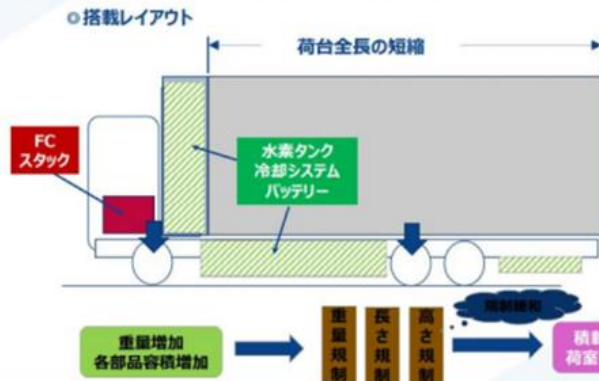 ◎搭載レイアウト
荷台全長の短縮
FC
スタック
水素タンク
冷却システム
バッテリー
規制緩和
重量増加
各部品容積増加
重量規制
長さ規制
高さ規制
積載
荷室